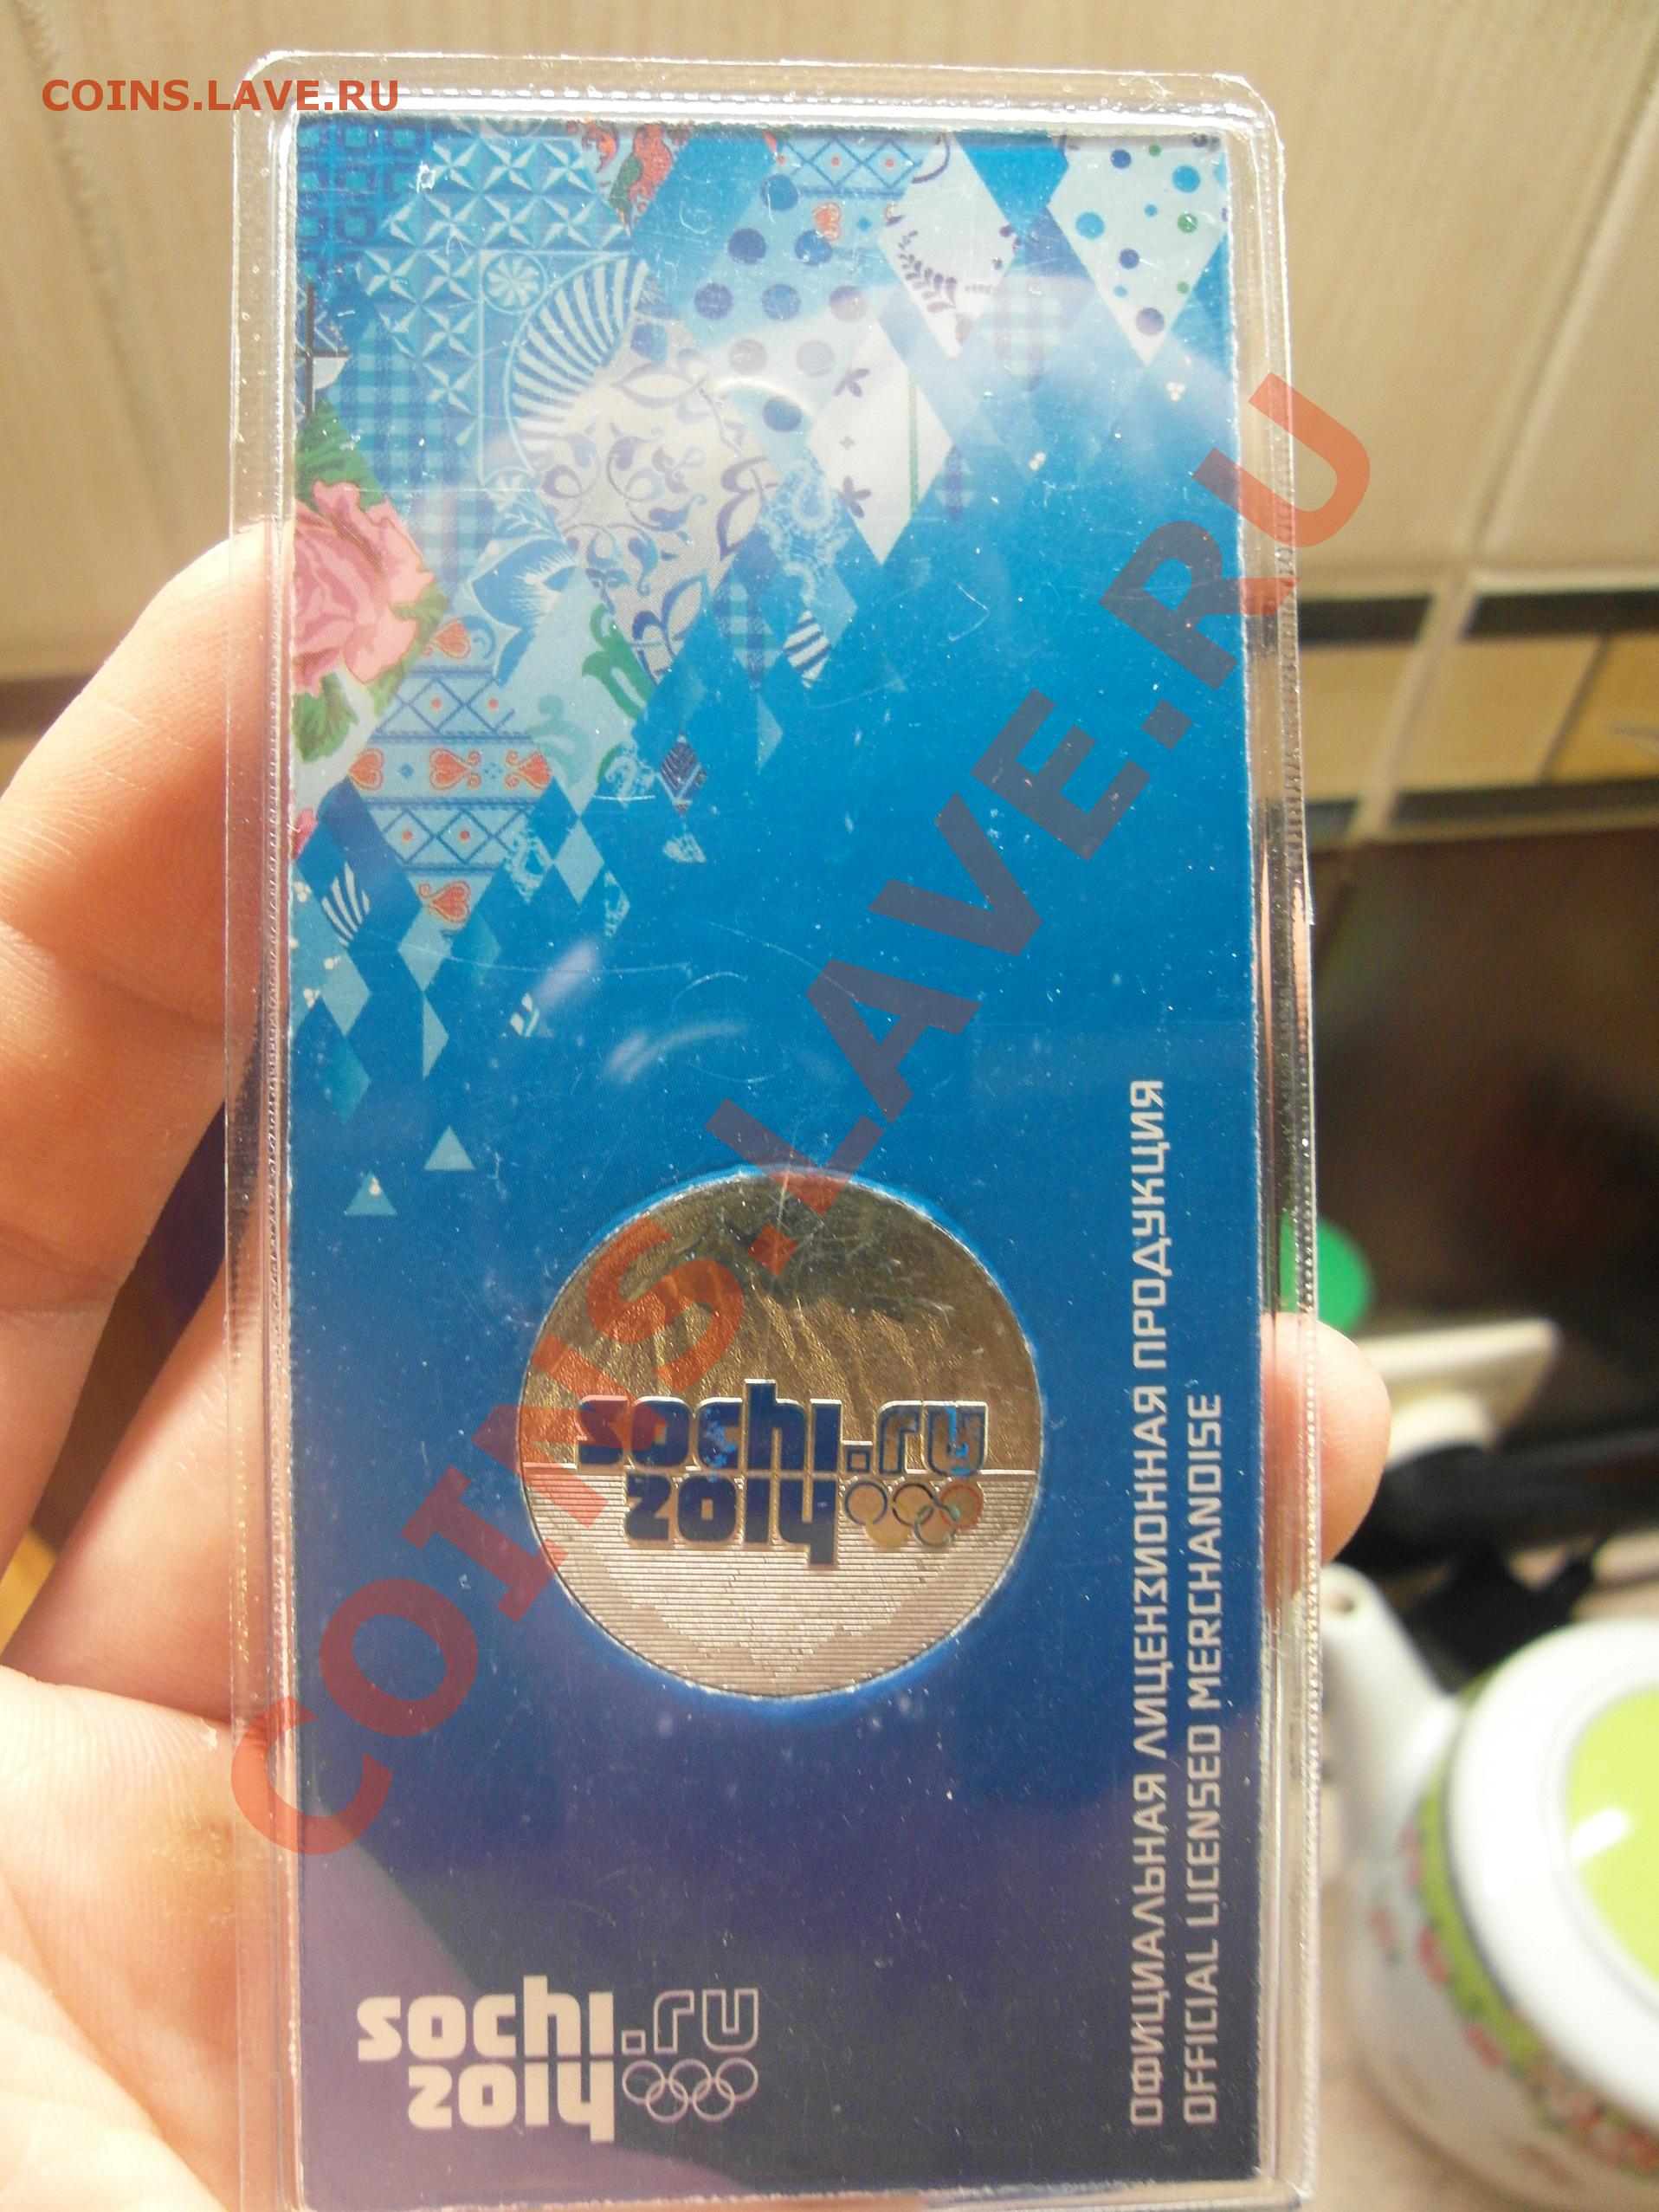 COINS.LAVE.RU
COINS.LAVE.RU
sochi.ru
2014
sochi.ru
2014
ОФИЦИАЛЬНАЯ ЛИЦЕНЗИОННАЯ ПРОДУКЦИЯ
OFFICIAL LICENSED MERCHANDISE